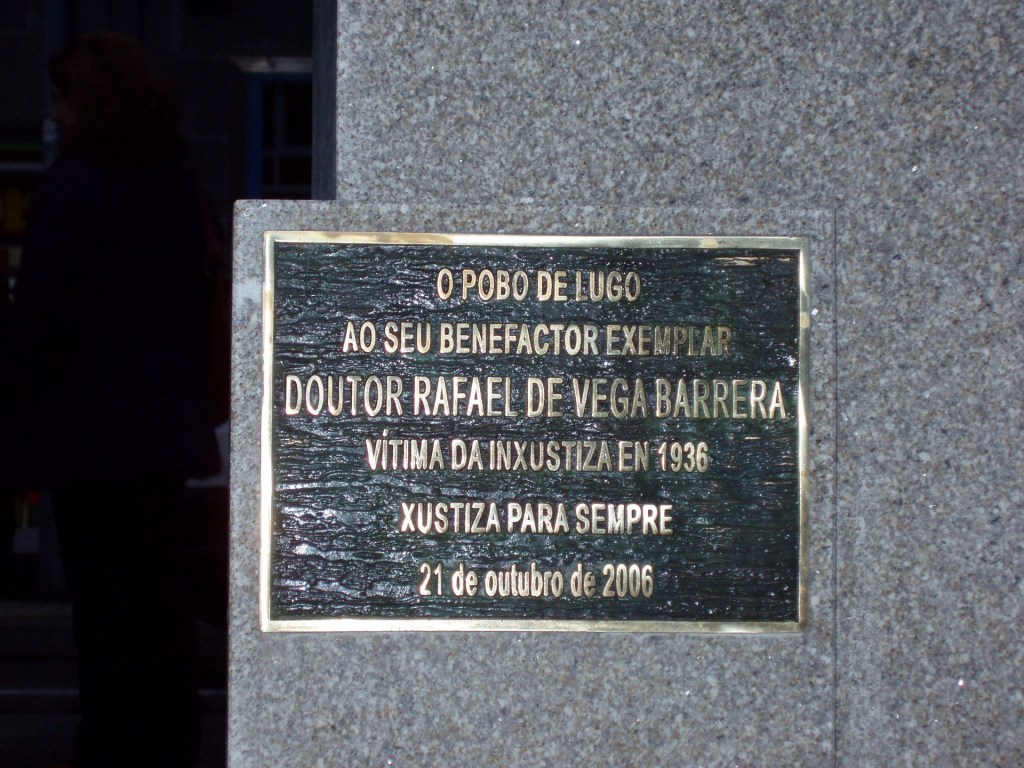 O POBO DE LUGO
AO SEU BENEFACTOR EXEMPLAR
DOUTOR RAFAEL DE VEGA BARRERA
VÍTIMA DA INXUSTIZA EN 1936
XUSTIZA PARA SEMPRE
21 de outubro de 2006